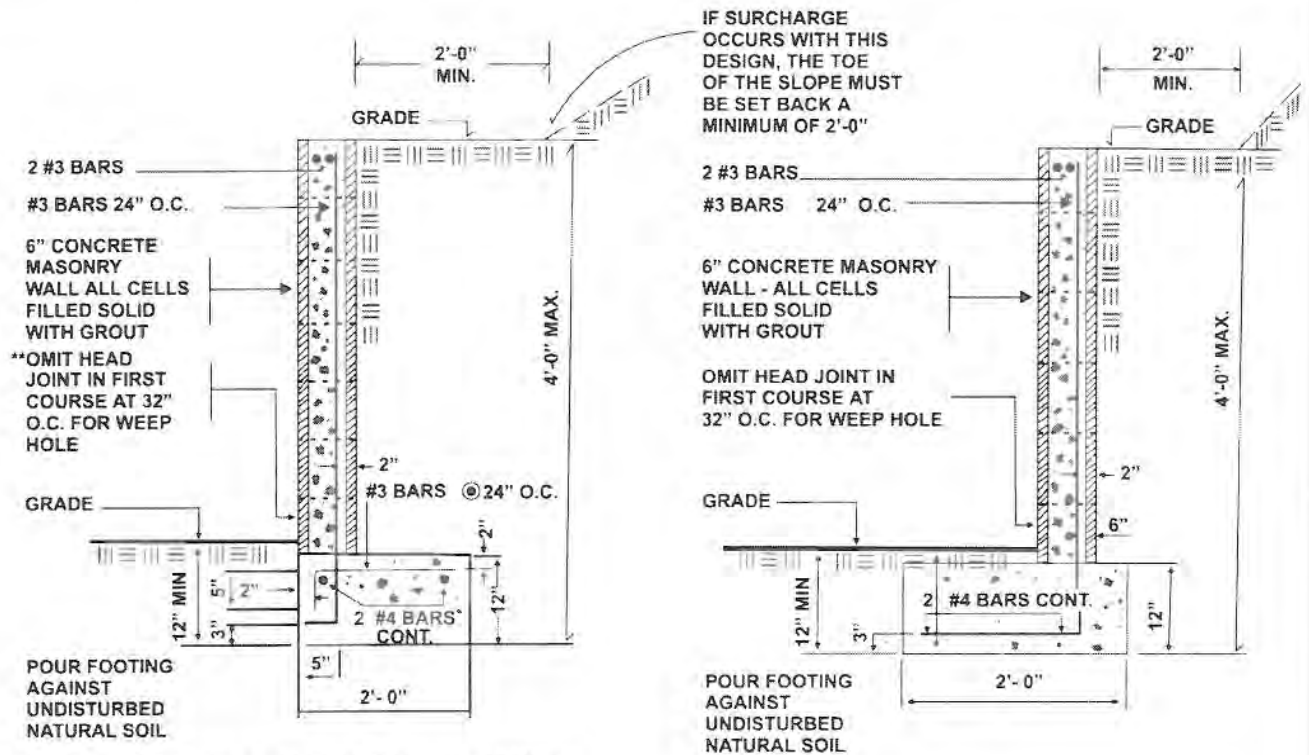 2'-0"
MIN.
GRADE
2 #3 BARS
#3 BARS 24" O.C.
6" CONCRETE
MASONRY
WALL ALL CELLS
FILLED SOLID
WITH GROUT
**OMIT HEAD
JOINT IN FIRST
COURSE AT 32"
O.C. FOR WEEP
HOLE
GRADE
4'-0" MAX.
2"
#3 BARS @ 24" O.C.
2"
12" MIN
5"
2"
3"
2 #4 BARS
CONT.
12"
5"
2'- 0"
POUR FOOTING
AGAINST
UNDISTURBED
NATURAL SOIL
IF SURCHARGE
OCCURS WITH THIS
DESIGN, THE TOE
OF THE SLOPE MUST
BE SET BACK A
MINIMUM OF 2'-0"
2'-0"
MIN.
GRADE
2 #3 BARS
#3 BARS 24" O.C.
6" CONCRETE MASONRY
WALL - ALL CELLS
FILLED SOLID
WITH GROUT
OMIT HEAD JOINT IN
FIRST COURSE AT
32" O.C. FOR WEEP HOLE
4'-0" MAX.
2"
GRADE
6"
12" MIN
3"
2 #4 BARS CONT.
12"
2'- 0"
POUR FOOTING
AGAINST
UNDISTURBED
NATURAL SOIL